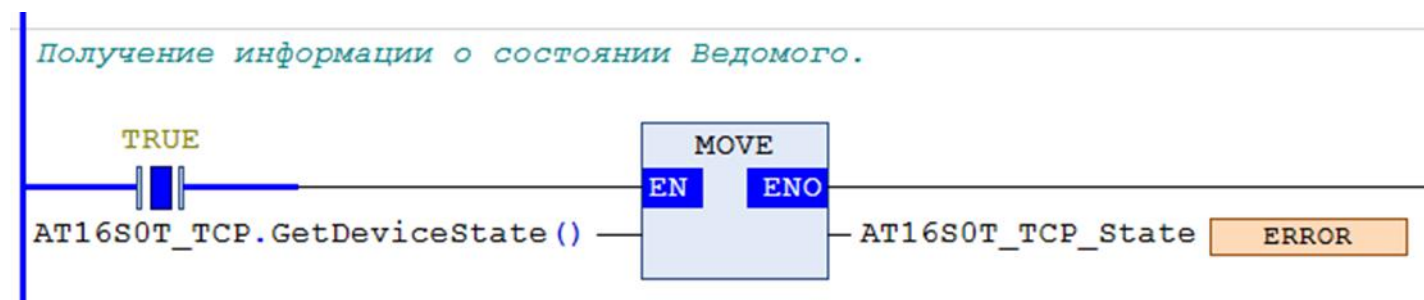 Получение информации о состоянии Ведомого.
TRUE
MOVE
EN ENO
AT16S0T_TCP.GetDeviceState() AT16S0T_TCP_State ERROR